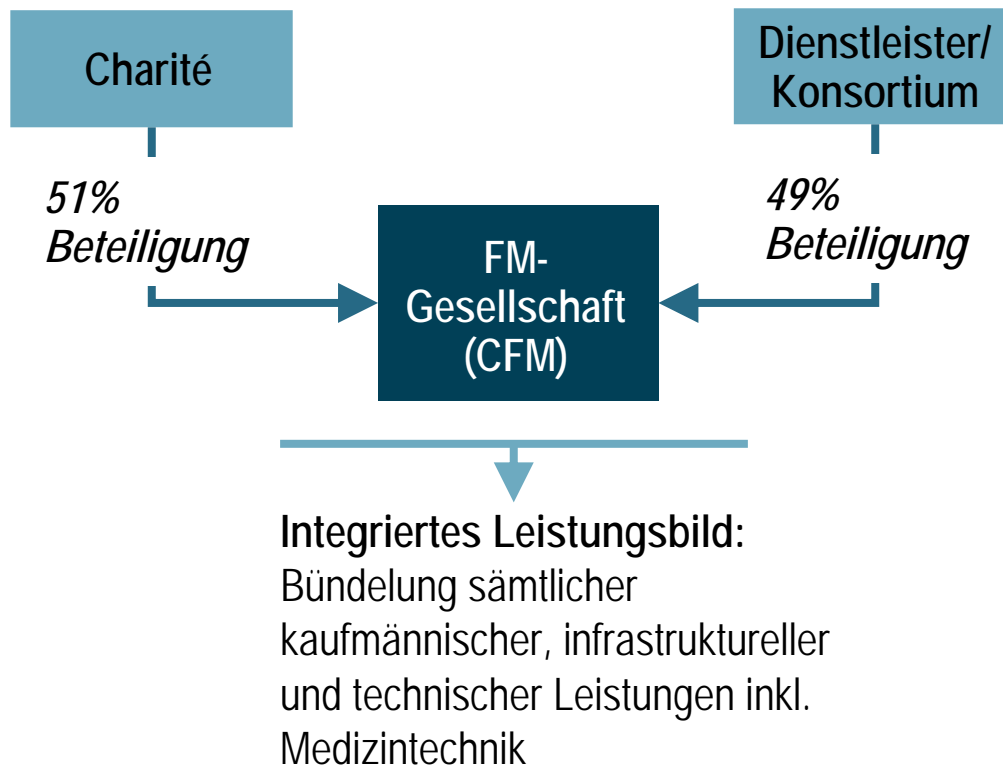 Charité
Dienstleister/
Konsortium
51%
Beteiligung
49%
Beteiligung
FM-
Gesellschaft
(CFM)
Integriertes Leistungsbild:
Bündelung sämtlicher
kaufmännischer, infrastruktureller
und technischer Leistungen inkl.
Medizintechnik